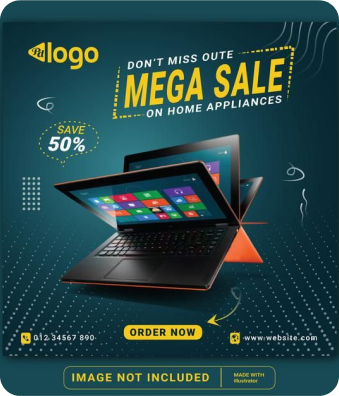 logo
DON'T MISS OUTE
MEGA SALE
ON HOME APPLIANCES
SAVE
50%
ORDER NOW
012 34567 890
www.website.com
IMAGE NOT INCLUDED
MADE WITH
Illustrator